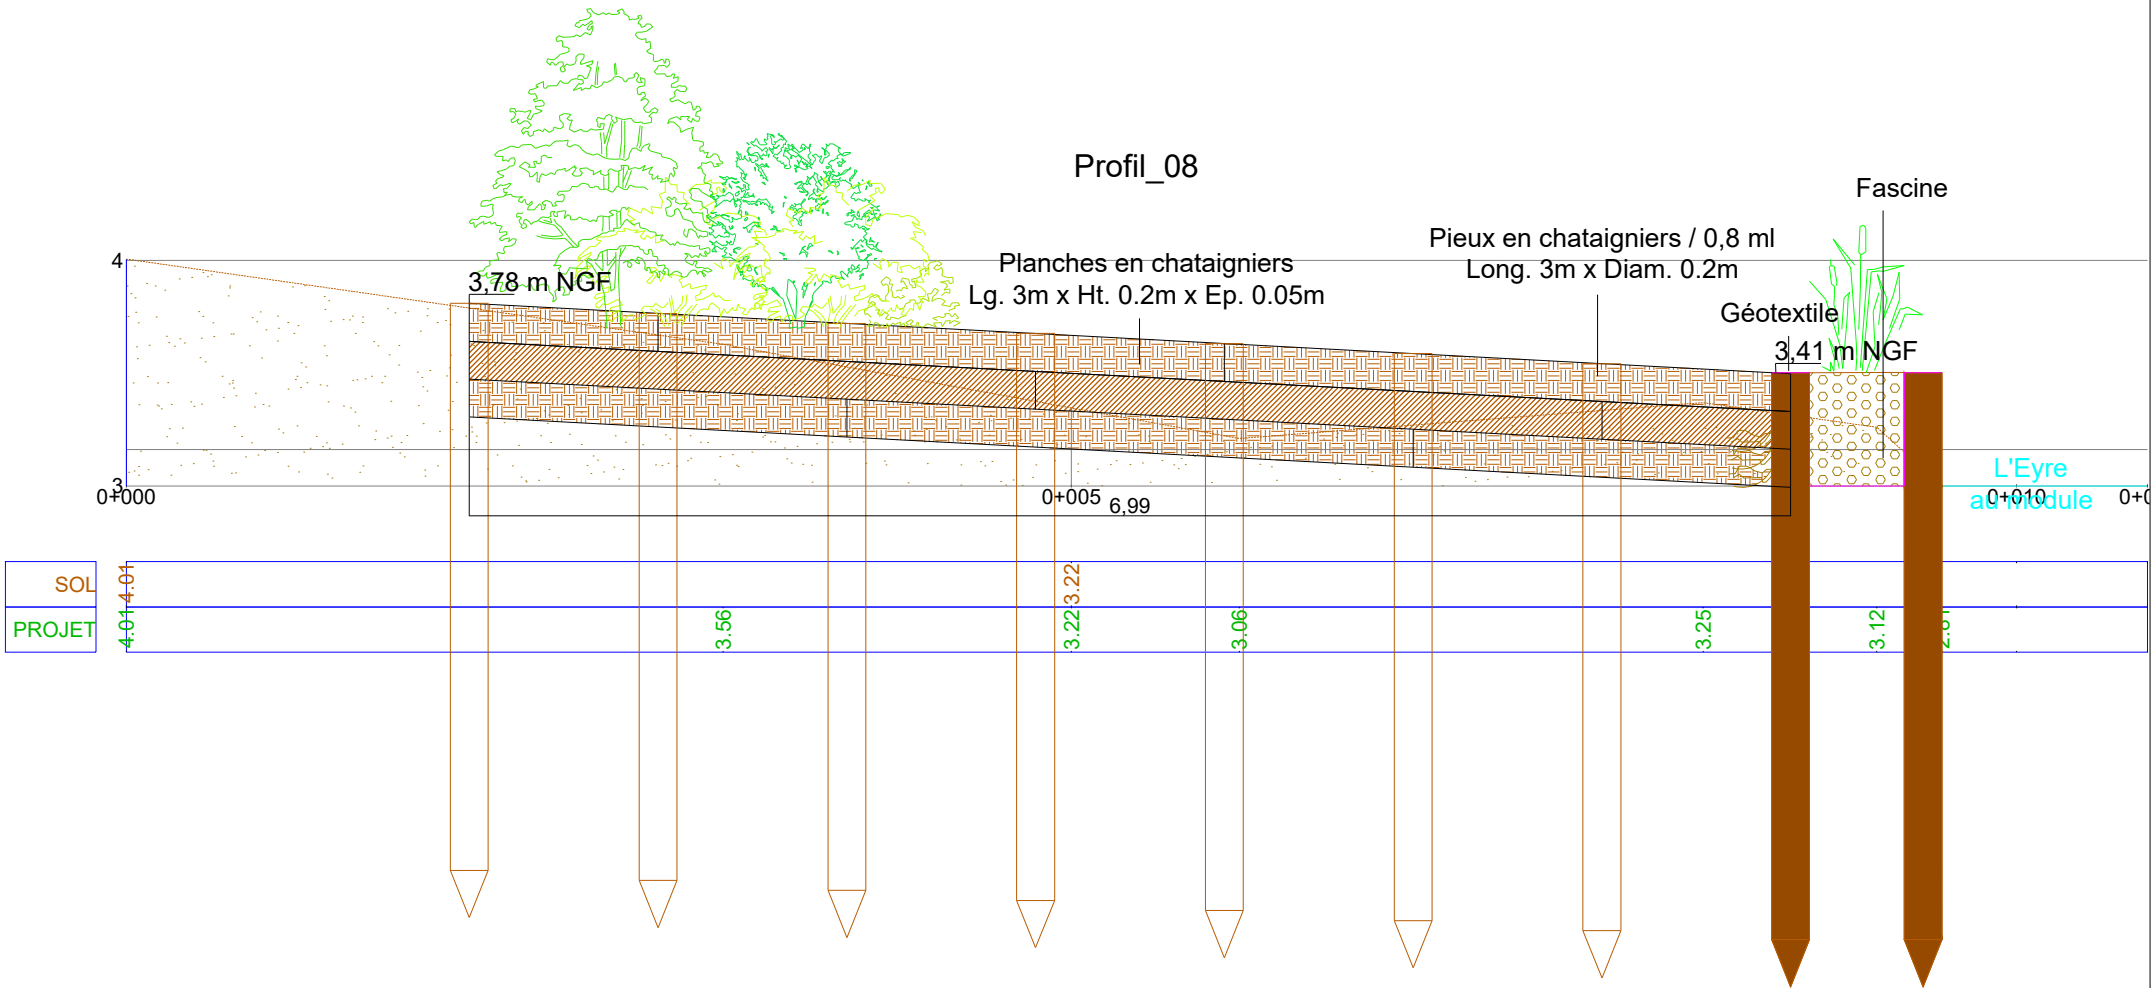 Profil_08
Fascine
Pieux en chataigniers / 0,8 ml
Long. 3m x Diam. 0.2m
Planches en chataigniers
Lg. 3m x Ht. 0.2m x Ep. 0.05m
4
3,78 m NGF
Géotextile
3,41 m NGF
L'Eyre
au module
3
0+000
0+005
0+010
6,99
SOL
4.01
3.22
PROJET
4.01
3.56
3.22
3.06
3.25
3.12